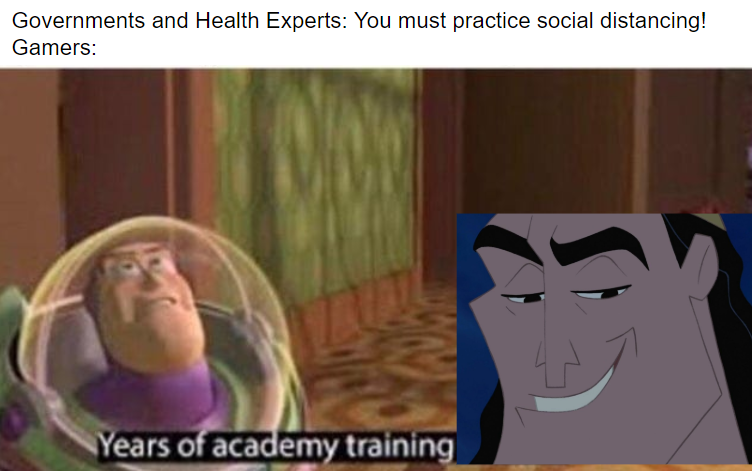 Governments and Health Experts: You must practice social distancing!
Gamers:
Years of academy training